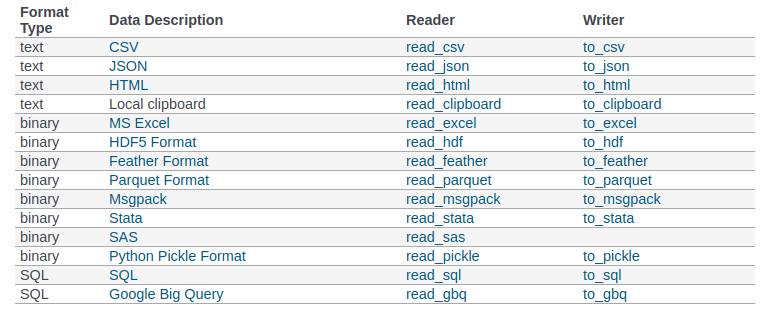 Format Type Data Description Reader Writer
text CSV read_csv to_csv
text JSON read_json to_json
text HTML read_html to_html
text Local clipboard read_clipboard to_clipboard
binary MS Excel read_excel to_excel
binary HDF5 Format read_hdf to_hdf
binary Feather Format read_feather to_feather
binary Parquet Format read_parquet to_parquet
binary Msgpack read_msgpack to_msgpack
binary Stata read_stata to_stata
binary SAS read_sas
binary Python Pickle Format read_pickle to_pickle
SQL SQL read_sql to_sql
SQL Google Big Query read_gbq to_gbq